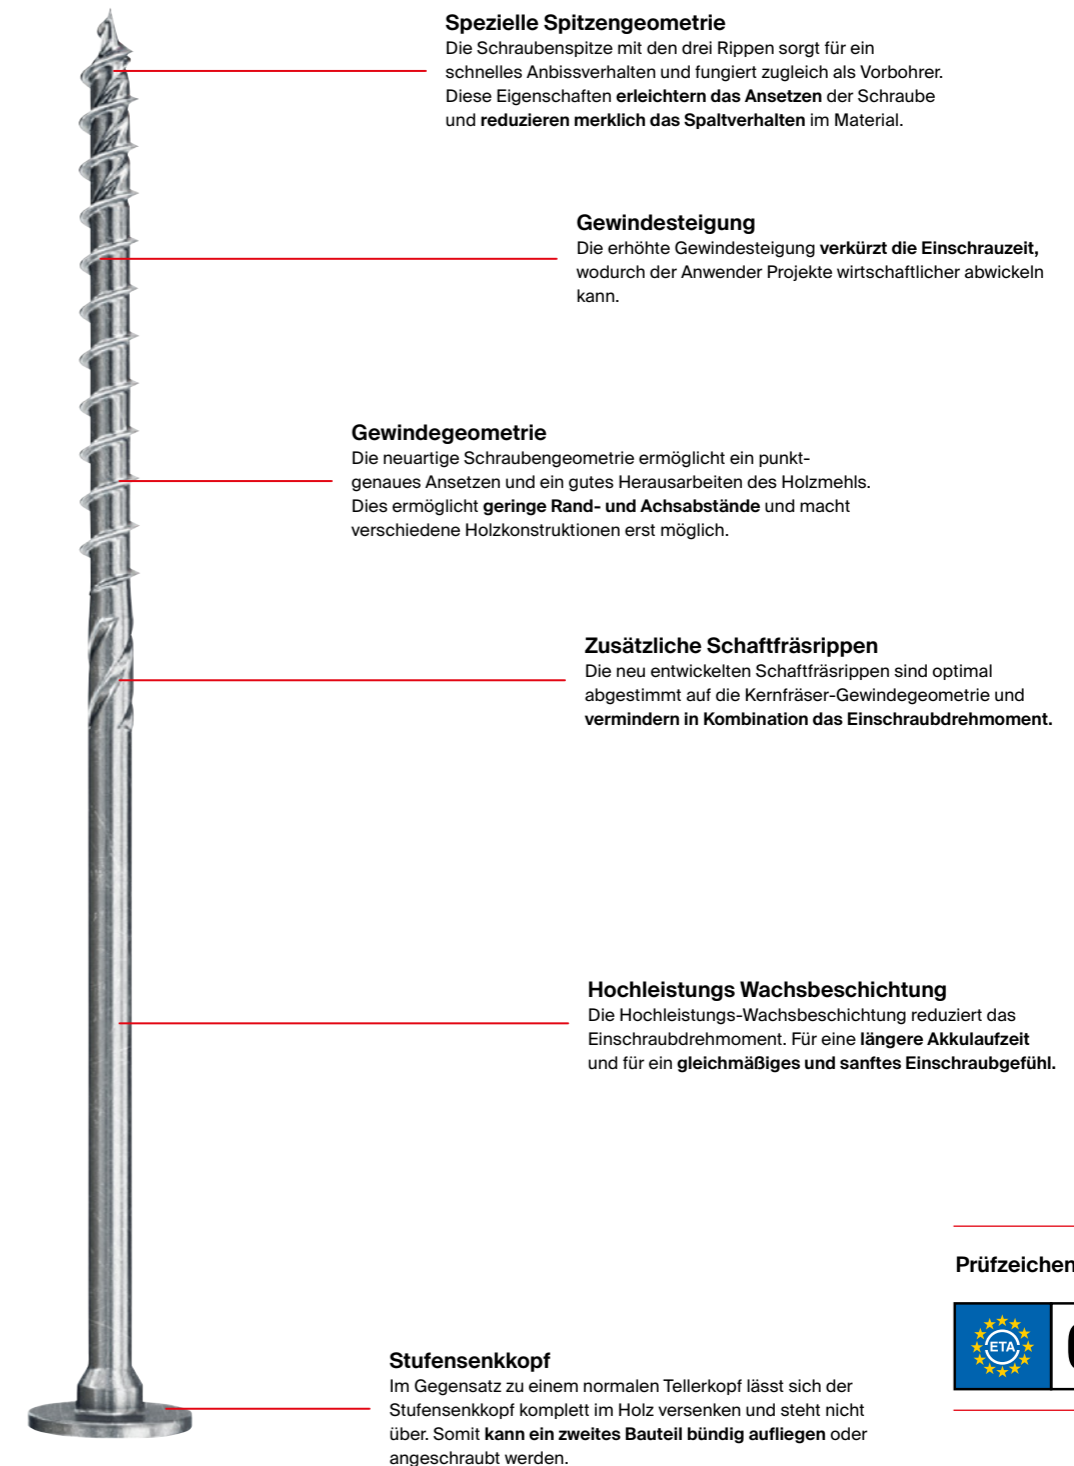 Spezielle Spitzengeometrie
Die Schraubenspitze mit den drei Rippen sorgt für ein
schnelles Anbissverhalten und fungiert zugleich als Vorbohrer.
Diese Eigenschaften erleichtern das Ansetzen der Schraube
und reduzieren merklich das Spaltverhalten im Material.
Gewindesteigung
Die erhöhte Gewindesteigung verkürzt die Einschrauzeit,
wodurch der Anwender Projekte wirtschaftlicher abwickeln
kann.
Gewindegeometrie
Die neuartige Schraubengeometrie ermöglicht ein punkt-
genaues Ansetzen und ein gutes Herausarbeiten des Holzmehls.
Dies ermöglicht geringe Rand- und Achsabstände und macht
verschiedene Holzkonstruktionen erst möglich.
Zusätzliche Schaftfräsrippen
Die neu entwickelten Schaftfräsrippen sind optimal
abgestimmt auf die Kernfräser-Gewindegeometrie und
vermindern in Kombination das Einschraubdrehmoment.
Hochleistungs Wachsbeschichtung
Die Hochleistungs-Wachsbeschichtung reduziert das
Einschraubdrehmoment. Für eine längere Akkulaufzeit
und für ein gleichmäßiges und sanftes Einschraubgefühl.
Prüfzeichen
ETA
Stufensenkkopf
Im Gegensatz zu einem normalen Tellerkopf lässt sich der
Stufensenkkopf komplett im Holz versenken und steht nicht
über. Somit kann ein zweites Bauteil bündig aufliegen oder
angeschraubt werden.